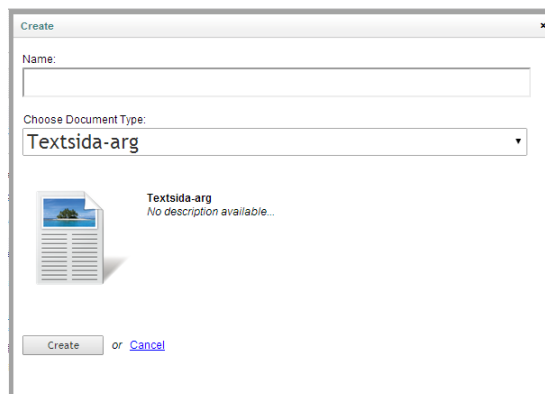 Create
×
Name:
Choose Document Type:
Textsida-arg
Textsida-arg
No description available...
Create or Cancel